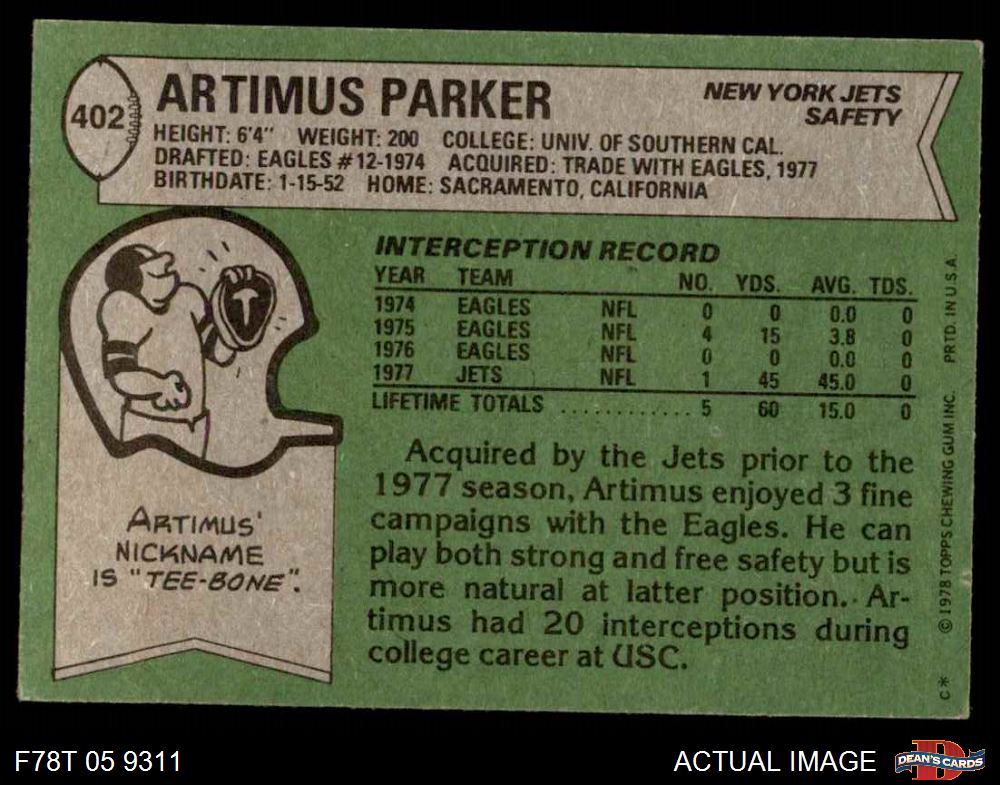 402
ARTIMUS PARKER
NEW YORK JETS
SAFETY
HEIGHT: 6'4" WEIGHT: 200 COLLEGE: UNIV. OF SOUTHERN CAL.
DRAFTED: EAGLES #12-1974 ACQUIRED: TRADE WITH EAGLES, 1977
BIRTHDATE: 1-15-52 HOME: SACRAMENTO, CALIFORNIA
T
ARTIMUS'
NICKNAME
IS "TEE-BONE".
INTERCEPTION RECORD
YEAR TEAM NO. YDS. AVG. TDS.
1974 EAGLES NFL 0 0 0.0 0
1975 EAGLES NFL 4 15 3.8 0
1976 EAGLES NFL 0 0 0.0 0
1977 JETS NFL 1 45 45.0 0
LIFETIME TOTALS ............ 5 60 15.0 0
Acquired by the Jets prior to the
1977 season, Artimus enjoyed 3 fine
campaigns with the Eagles. He can
play both strong and free safety but is
more natural at latter position. Ar-
timus had 20 interceptions during
college career at USC.
C* © 1978 TOPPS CHEWING GUM INC. PRTD. IN U.S.A.
F78T 05 9311
ACTUAL IMAGE
D
DEAN'S CARDS